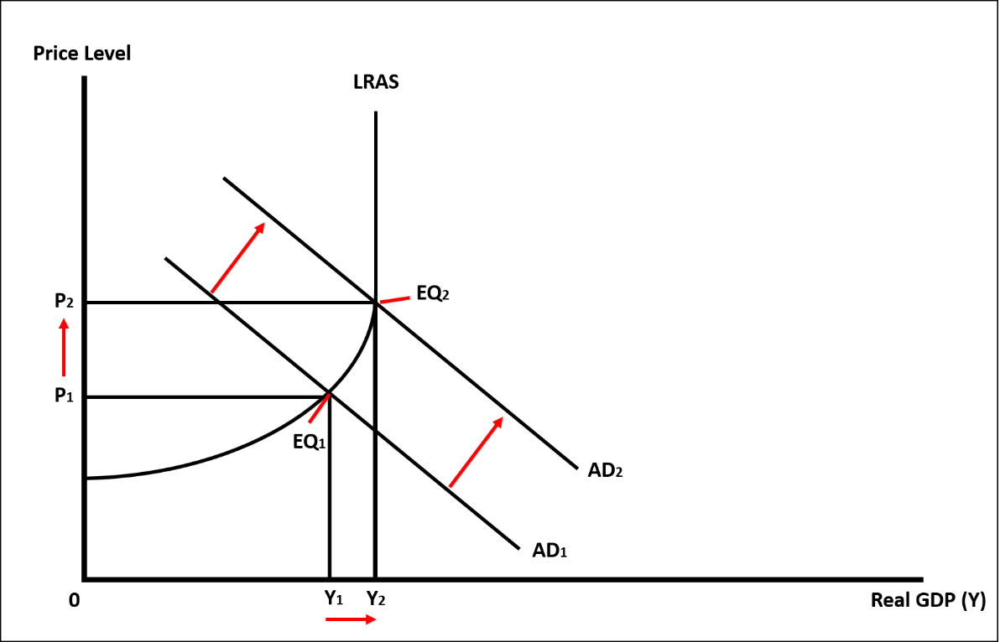 Price Level
LRAS
P2
EQ2
P1
EQ1
AD2
AD1
0
Y1
Y2
Real GDP (Y)